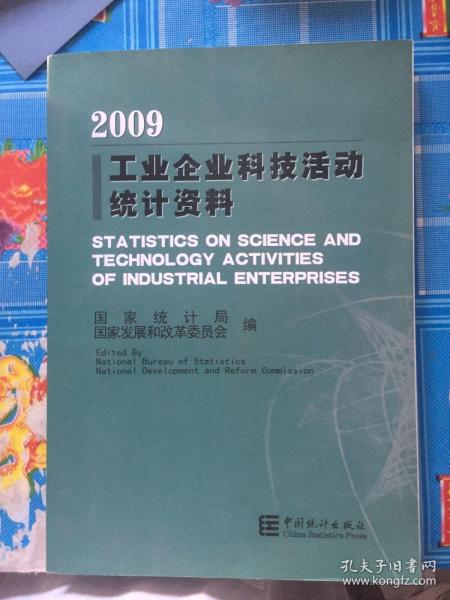 2009
工业企业科技活动
统计资料
STATISTICS ON SCIENCE AND
TECHNOLOGY ACTIVITIES
OF INDUSTRIAL ENTERPRISES
国家统计局
国家发展和改革委员会 编
Edited By
National Bureau of Statistics
National Development and Reform Commission
中国统计出版社
China Statistics Press
孔夫子旧书网
www.kongfz.com